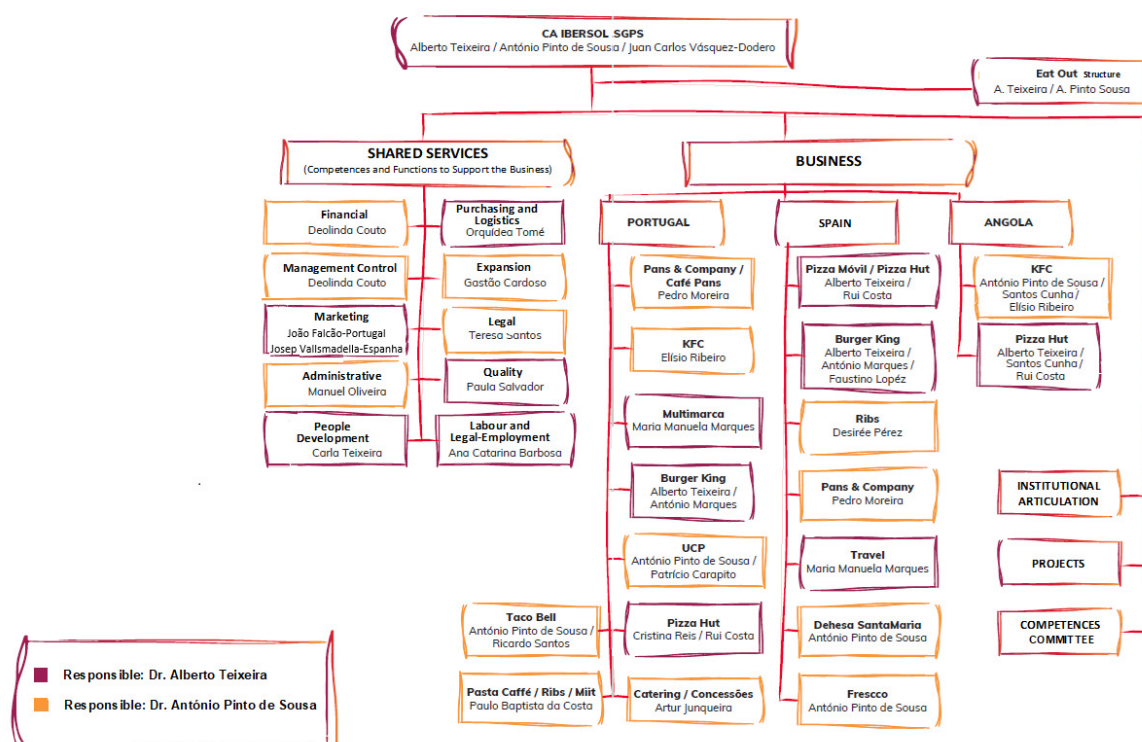 CA IBERSOL SGPS
Alberto Teixeira / António Pinto de Sousa / Juan Carlos Vásquez-Dodero
Eat Out Structure
A. Teixeira / A. Pinto Sousa
SHARED SERVICES
(Competences and Functions to Support the Business)
BUSINESS
Financial
Deolinda Couto
Purchasing and
Logistics
Orquídea Tomé
Management Control
Deolinda Couto
Expansion
Gastão Cardoso
Marketing
João Falcão-Portugal
Josep Vallsmadella-Espanha
Legal
Teresa Santos
Administrative
Manuel Oliveira
Quality
Paula Salvador
People
Development
Carla Teixeira
Labour and
Legal-Employment
Ana Catarina Barbosa
PORTUGAL
Pans & Company /
Café Pans
Pedro Moreira
KFC
Elísio Ribeiro
Multimarca
Maria Manuela Marques
Burger King
Alberto Teixeira /
António Marques
UCP
António Pinto de Sousa /
Patrício Carapito
Taco Bell
António Pinto de Sousa /
Ricardo Santos
Pizza Hut
Cristina Reis / Rui Costa
Pasta Caffé / Ribs / Miit
Paulo Baptista da Costa
Catering / Concessões
Artur Junqueira
SPAIN
Pizza Móvil / Pizza Hut
Alberto Teixeira /
Rui Costa
Burger King
Alberto Teixeira /
António Marques /
Faustino Lopéz
Ribs
Desirée Pérez
Pans & Company
Pedro Moreira
Travel
Maria Manuela Marques
Dehesa SantaMaria
António Pinto de Sousa
Frescco
António Pinto de Sousa
ANGOLA
KFC
António Pinto de Sousa /
Santos Cunha /
Elísio Ribeiro
Pizza Hut
Alberto Teixeira /
Santos Cunha /
Rui Costa
INSTITUTIONAL
ARTICULATION
PROJECTS
COMPETENCES
COMMITTEE
Responsible: Dr. Alberto Teixeira
Responsible: Dr. António Pinto de Sousa